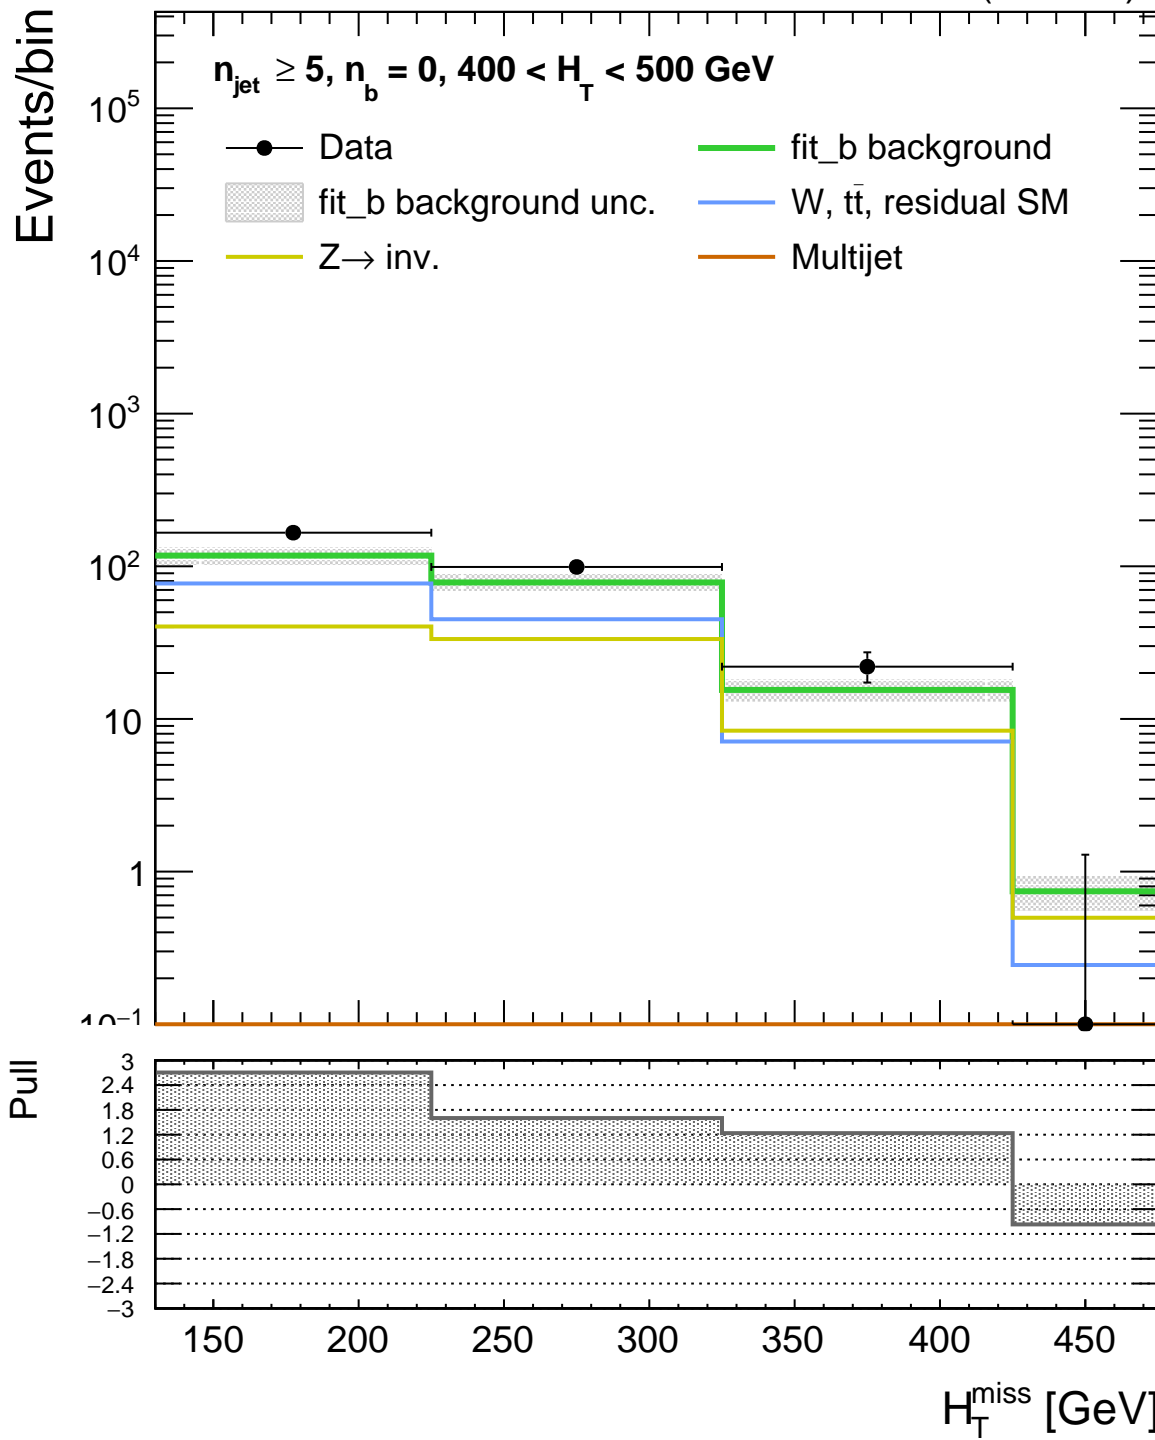 n_jet ≥ 5, n_b = 0, 400 < H_T < 500 GeV
Data
fit_b background
fit_b background unc.
W, tt̄, residual SM
Z→ inv.
Multijet
Events/bin
10^5
10^4
10^3
10^2
10
1
10^−1
Pull
3
2.4
1.8
1.2
0.6
0
−0.6
−1.2
−1.8
−2.4
−3
150 200 250 300 350 400 450
H_T^miss [GeV]